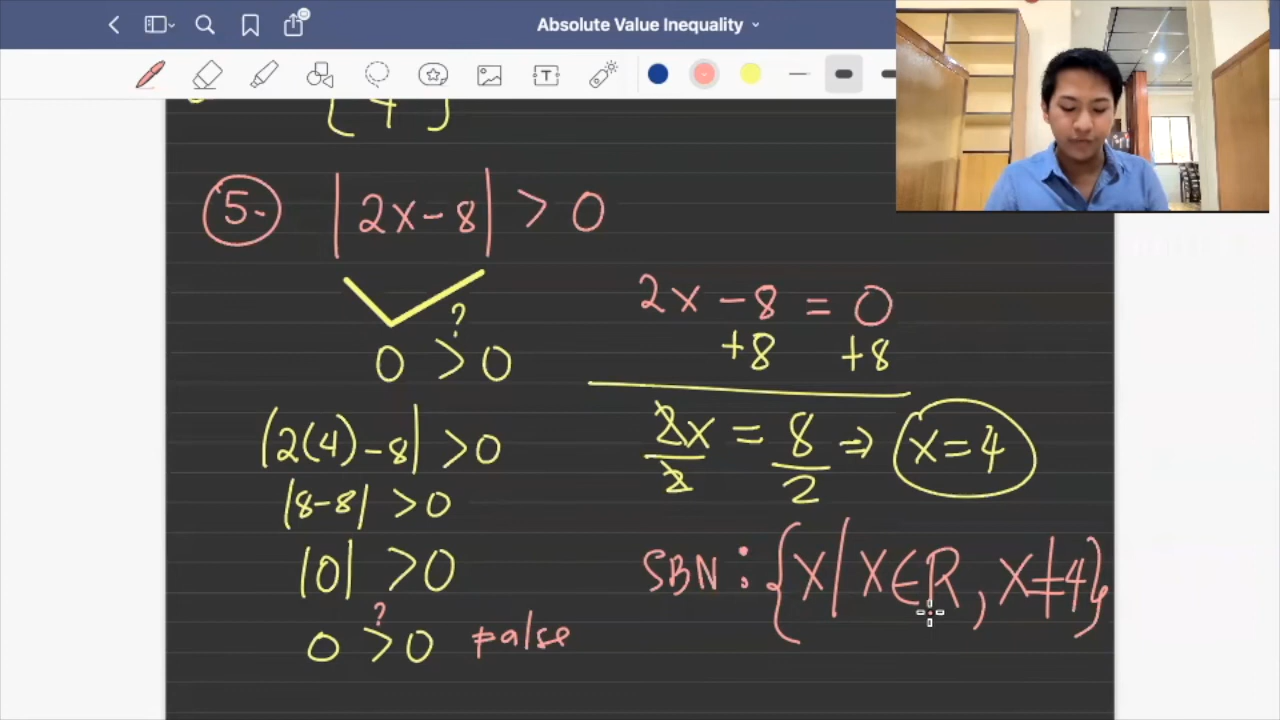 Absolute Value Inequality
T
4
5. |2x-8| > 0
2x - 8 = 0
+8 +8
?
0 > 0
2x = 8 ⇒ x=4
2 2
|2(4)-8| >0
|8-8| >0
|0| >0
SBN : {X | X∈R, X≠4}
?
0 > 0 false